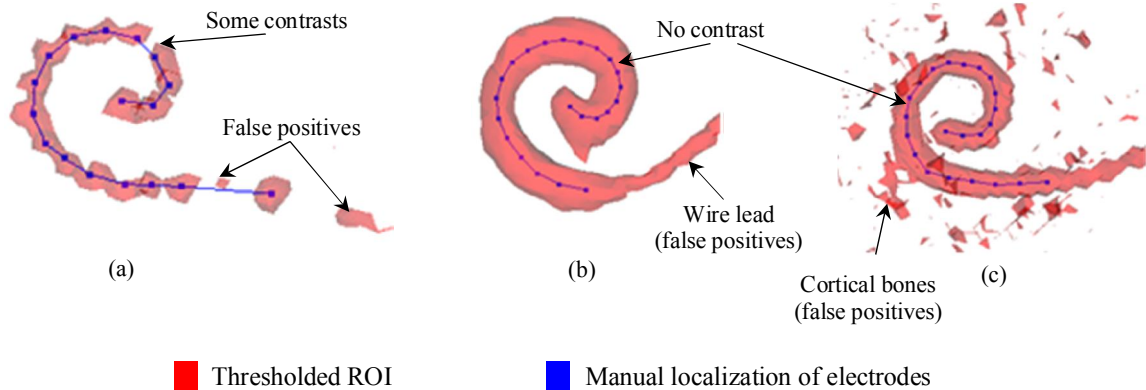 Some contrasts
False positives
(a)
No contrast
Wire lead
(false positives)
(b)
Cortical bones
(false positives)
(c)
Thresholded ROI
Manual localization of electrodes